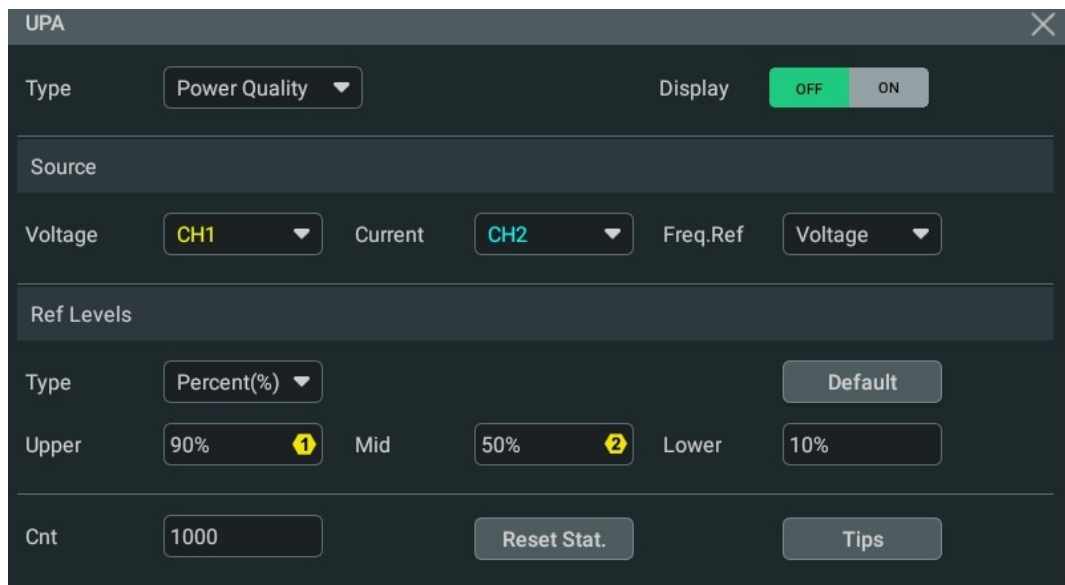 UPA
Type Power Quality Display OFF ON
Source
Voltage CH1 Current CH2 Freq.Ref Voltage
Ref Levels
Type Percent(%) Default
Upper 90% 1 Mid 50% 2 Lower 10%
Cnt 1000 Reset Stat. Tips